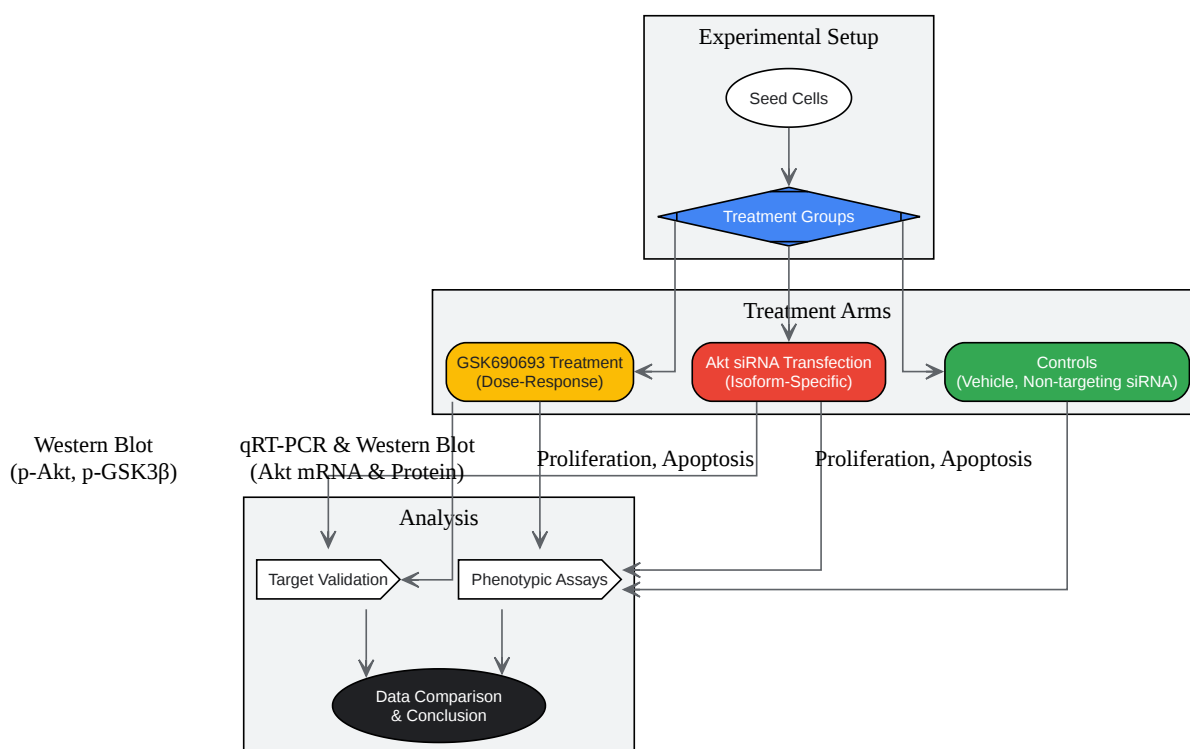 Experimental Setup
Seed Cells
Treatment Groups
Treatment Arms
GSK690693 Treatment
(Dose-Response)
Akt siRNA Transfection
(Isoform-Specific)
Controls
(Vehicle, Non-targeting siRNA)
Western Blot
(p-Akt, p-GSK3β)
qRT-PCR & Western Blot
(Akt mRNA & Protein)
Proliferation, Apoptosis
Proliferation, Apoptosis
Analysis
Target Validation
Phenotypic Assays
Data Comparison
& Conclusion